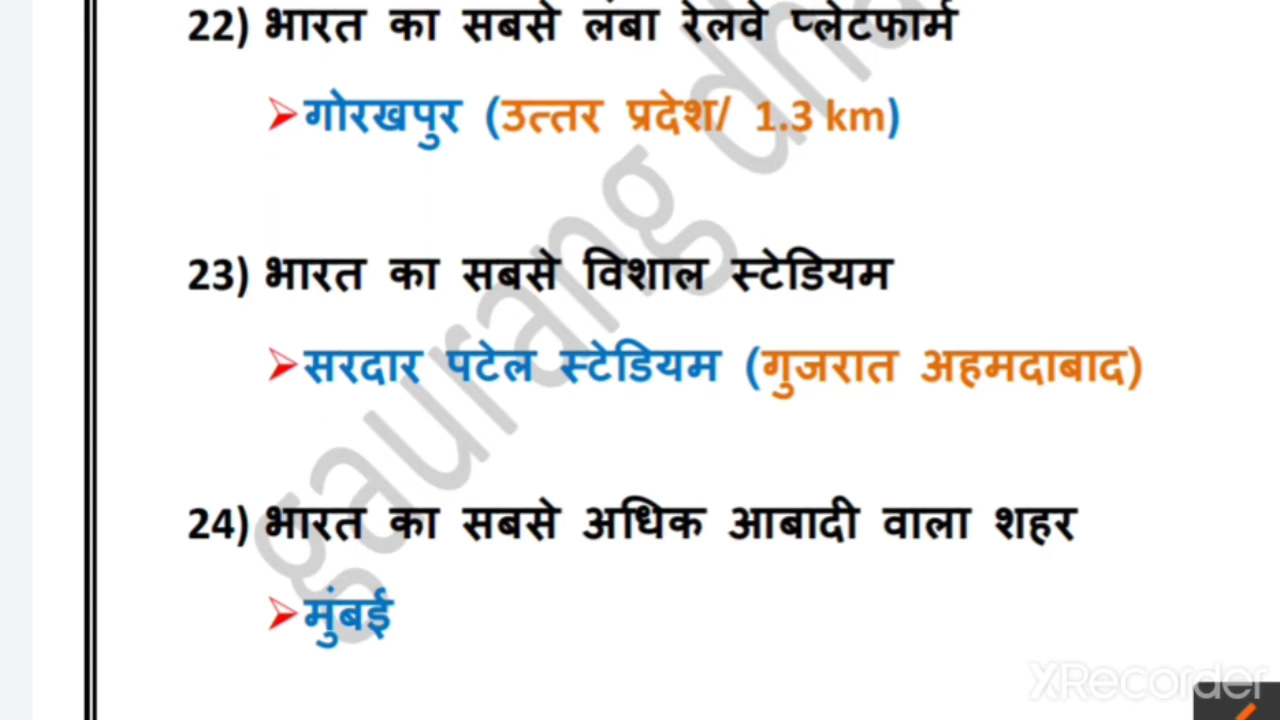 22) भारत का सबसे लंबा रेलवे प्लेटफार्म
➢गोरखपुर (उत्तर प्रदेश/ 1.3 km)
23) भारत का सबसे विशाल स्टेडियम
➢सरदार पटेल स्टेडियम (गुजरात अहमदाबाद)
24) भारत का सबसे अधिक आबादी वाला शहर
➢मुंबई
gaurang
XRecorder